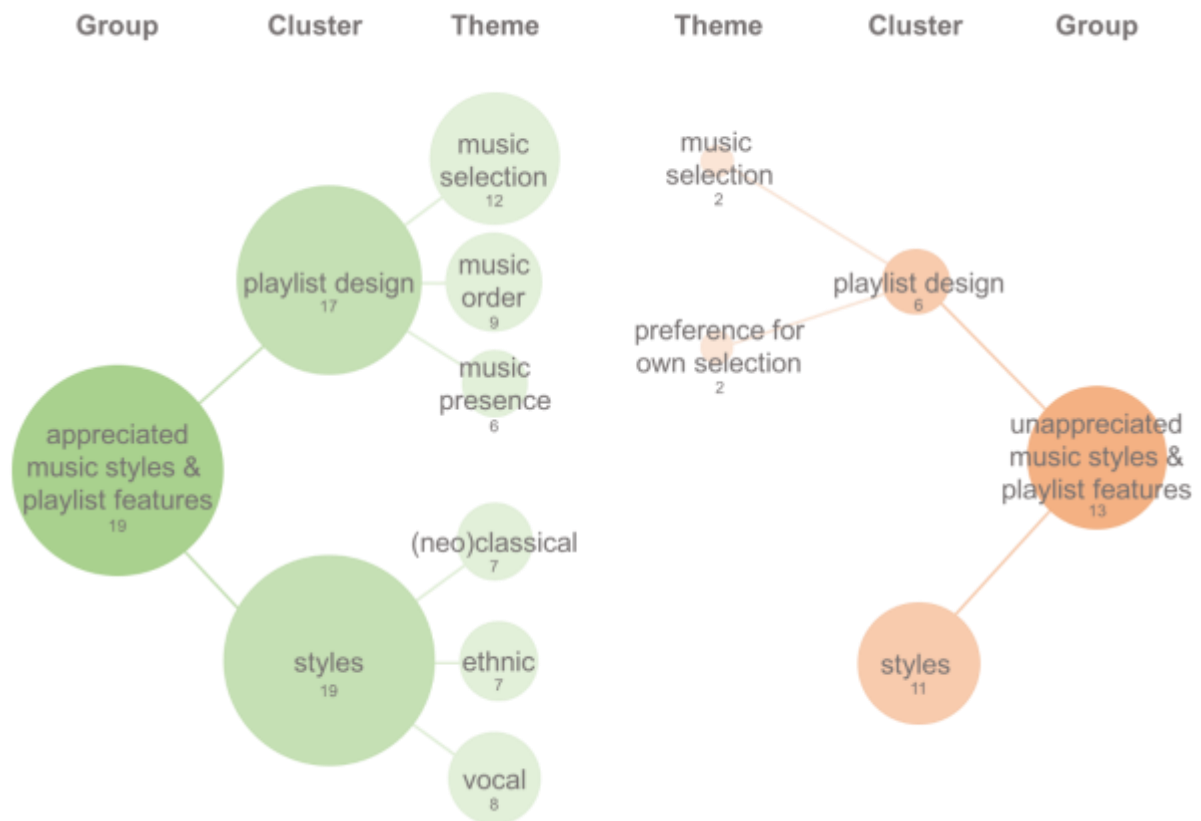 Group Cluster Theme Theme Cluster Group
music
selection
12
playlist design
17
music
order
9
music
presence
6
appreciated
music styles &
playlist features
19
(neo)classical
7
styles
19
ethnic
7
vocal
8
music
selection
2
playlist design
6
preference for
own selection
2
unappreciated
music styles &
playlist features
13
styles
11